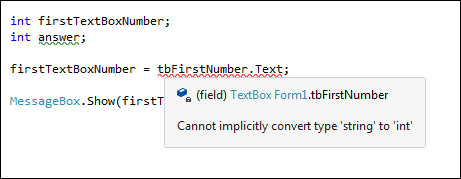 int firstTextBoxNumber;
int answer;
firstTextBoxNumber = tbFirstNumber.Text;
(field) TextBox Form1.tbFirstNumber
MessageBox.Show(firstT
Cannot implicitly convert type 'string' to 'int'